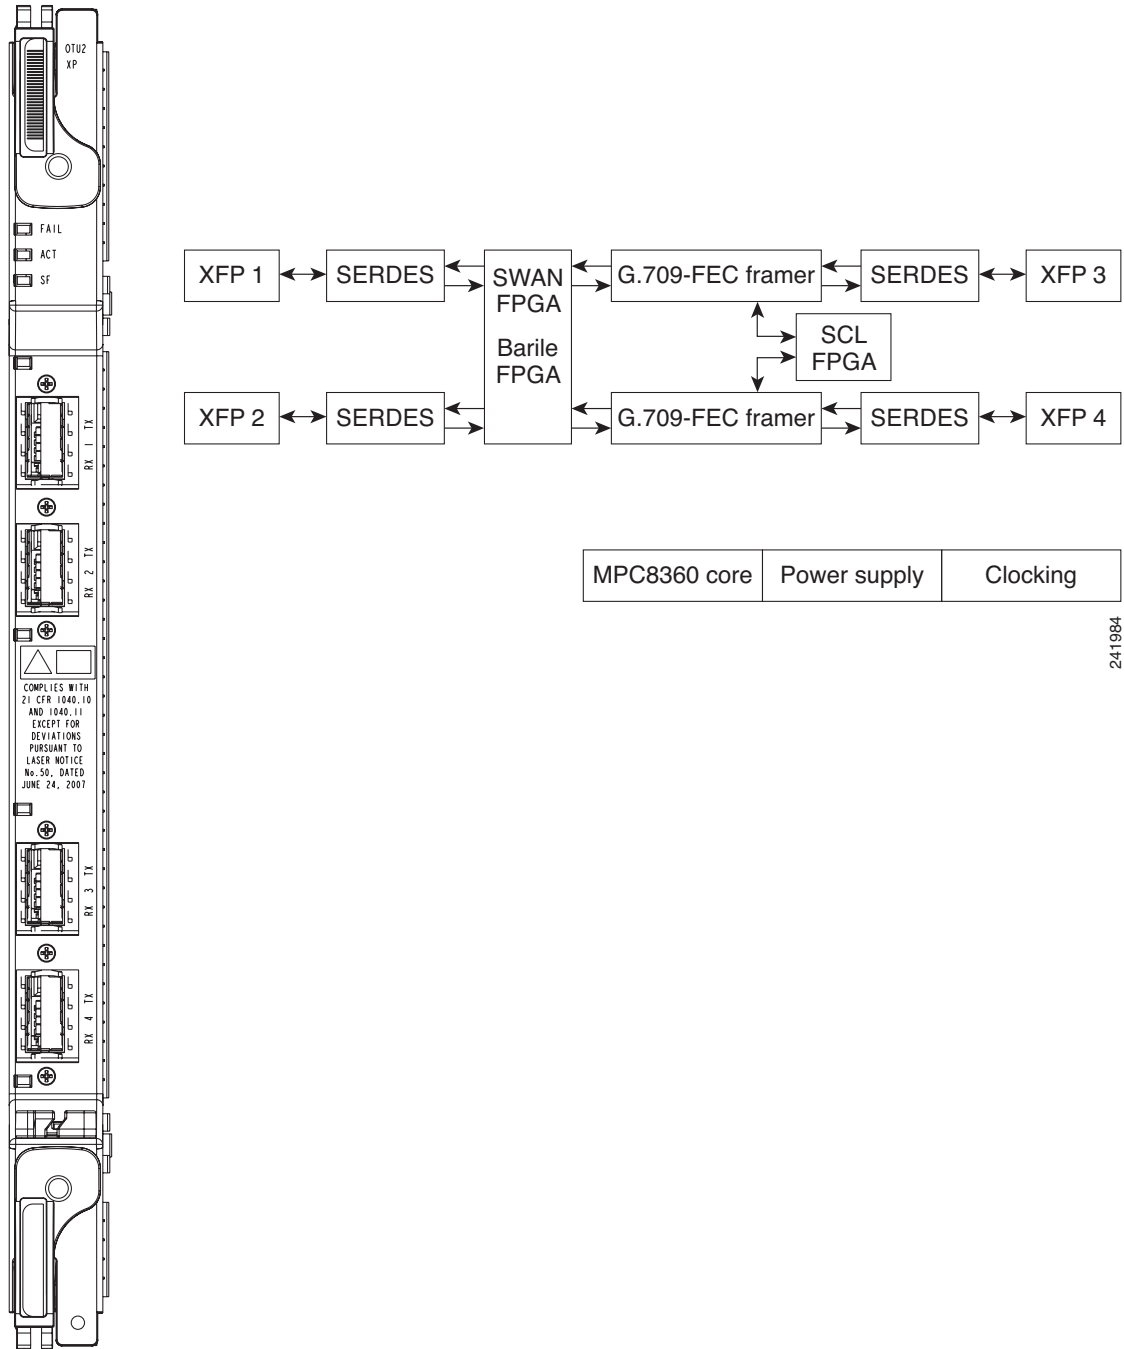 OTU2
XP
FAIL
ACT
SF
RX 1 TX
RX 2 TX
COMPLIES WITH
21 CFR 1040.10
AND 1040.11
EXCEPT FOR
DEVIATIONS
PURSUANT TO
LASER NOTICE
No.50, DATED
JUNE 24, 2007
RX 3 TX
RX 4 TX
XFP 1
SERDES
SWAN
FPGA
Barile
FPGA
G.709-FEC framer
SERDES
XFP 3
SCL
FPGA
XFP 2
SERDES
G.709-FEC framer
SERDES
XFP 4
MPC8360 core
Power supply
Clocking
241984